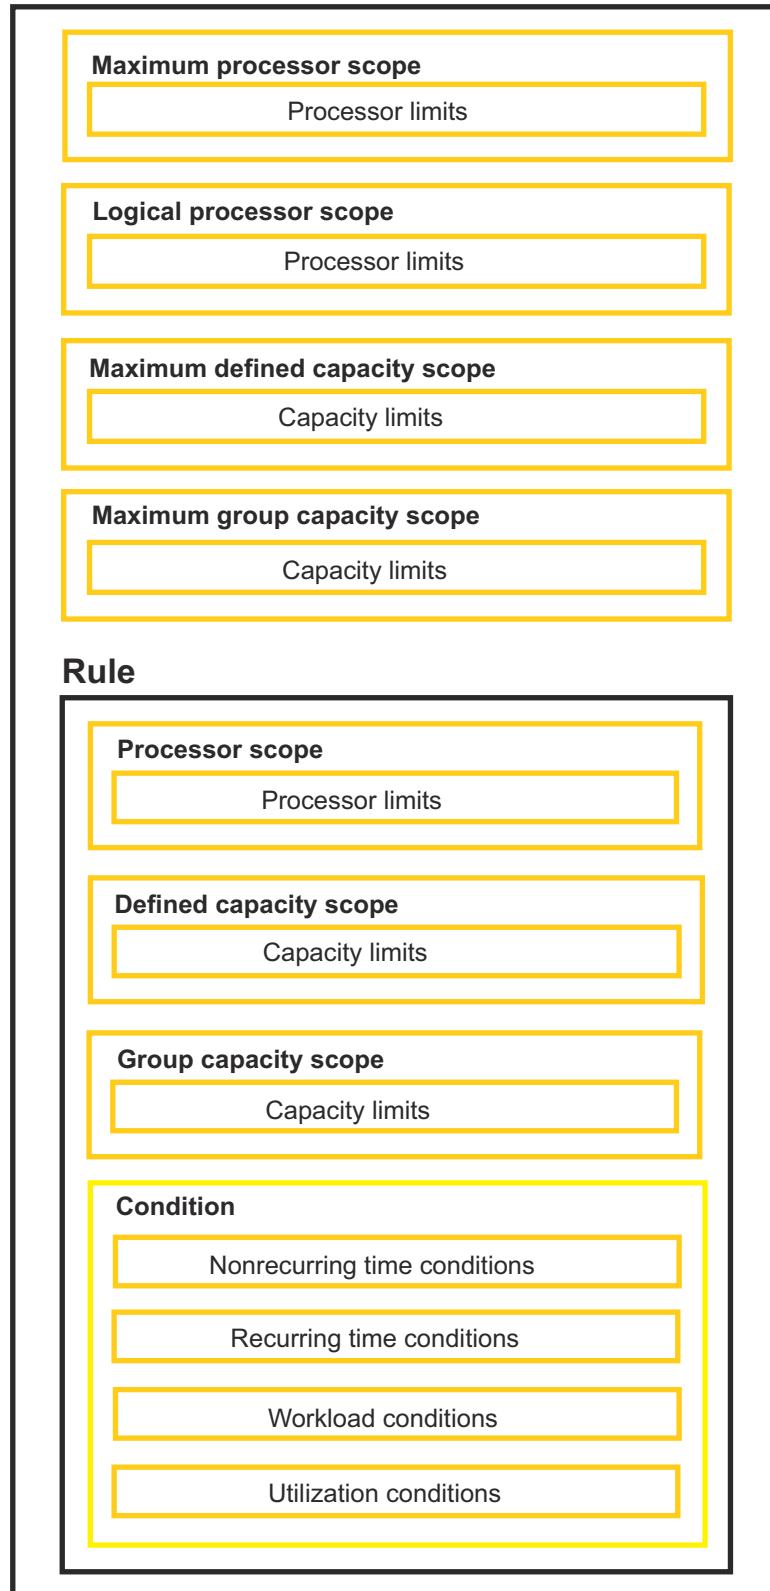 Maximum processor scope
Processor limits
Logical processor scope
Processor limits
Maximum defined capacity scope
Capacity limits
Maximum group capacity scope
Capacity limits
Rule
Processor scope
Processor limits
Defined capacity scope
Capacity limits
Group capacity scope
Capacity limits
Condition
Nonrecurring time conditions
Recurring time conditions
Workload conditions
Utilization conditions